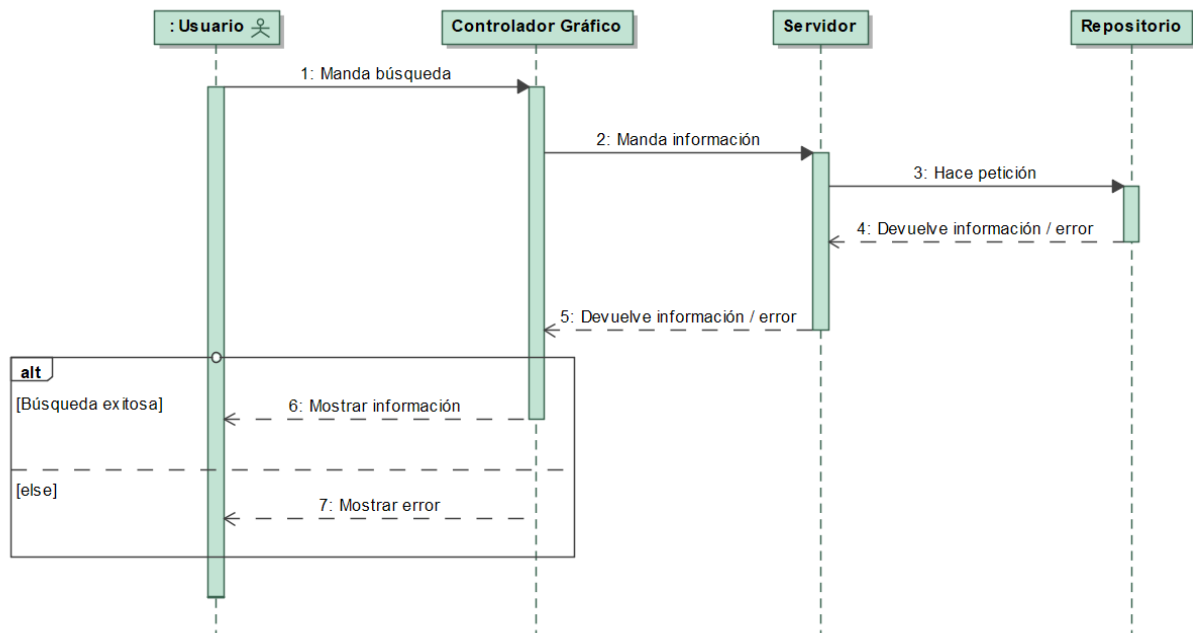 : Usuario
Controlador Gráfico
Servidor
Repositorio
1: Manda búsqueda
2: Manda información
3: Hace petición
4: Devuelve información / error
5: Devuelve información / error
alt
[Búsqueda exitosa]
6: Mostrar información
[else]
7: Mostrar error